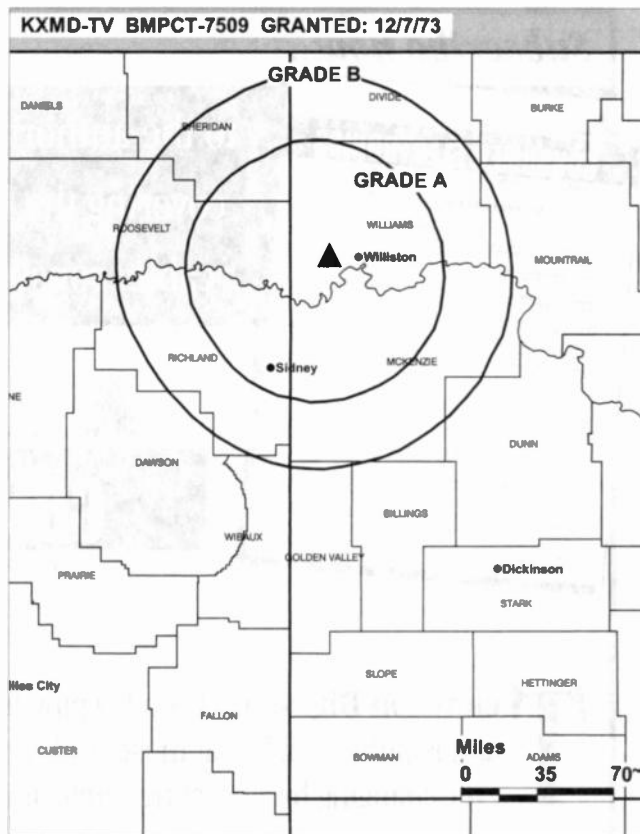 KXMD-TV BMPCT-7509 GRANTED: 12/7/73
GRADE B
DANIELS
DIVIDE
BURKE
SHERIDAN
GRADE A
ROOSEVELT
WILLIAMS
Williston
MOUNTRAIL
RICHLAND
Sidney
MCKENZIE
NE
DAWSON
DUNN
BILLINGS
WIBAUX
GOLDEN VALLEY
PRAIRIE
Dickinson
STARK
SLOPE
HETTINGER
Miles City
FALLON
CUSTER
BOWMAN
ADAMS
Miles
0 35 70